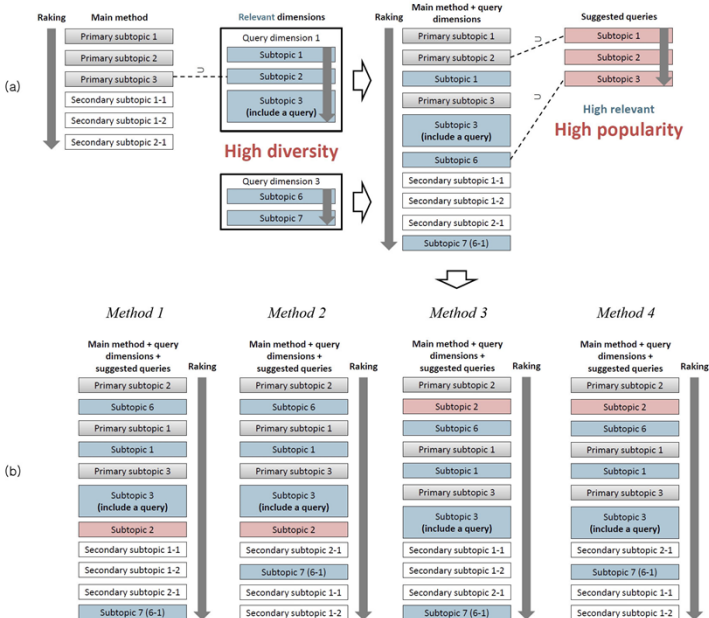 Raking
Main method
Primary subtopic 1
Primary subtopic 2
Primary subtopic 3
Secondary subtopic 1-1
Secondary subtopic 1-2
Secondary subtopic 2-1
(a)
⊃
Relevant dimensions
Query dimension 1
Subtopic 1
Subtopic 2
Subtopic 3
(include a query)
High diversity
Query dimension 3
Subtopic 6
Subtopic 7
Raking
Main method + query
dimensions
Primary subtopic 1
Primary subtopic 2
Subtopic 1
Primary subtopic 3
Subtopic 3
(include a query)
Subtopic 6
Secondary subtopic 1-1
Secondary subtopic 1-2
Secondary subtopic 2-1
Subtopic 7 (6-1)
⊃
⊃
Suggested queries
Subtopic 1
Subtopic 2
Subtopic 3
High relevant
High popularity
(b)
Method 1
Main method + query
dimensions +
suggested queries
Raking
Primary subtopic 2
Subtopic 6
Primary subtopic 1
Subtopic 1
Primary subtopic 3
Subtopic 3
(include a query)
Subtopic 2
Secondary subtopic 1-1
Secondary subtopic 1-2
Secondary subtopic 2-1
Subtopic 7 (6-1)
Method 2
Main method + query
dimensions +
suggested queries
Raking
Primary subtopic 2
Subtopic 6
Primary subtopic 1
Subtopic 1
Primary subtopic 3
Subtopic 3
(include a query)
Subtopic 2
Secondary subtopic 2-1
Subtopic 7 (6-1)
Secondary subtopic 1-1
Secondary subtopic 1-2
Method 3
Main method + query
dimensions +
suggested queries
Raking
Primary subtopic 2
Subtopic 2
Subtopic 6
Primary subtopic 1
Subtopic 1
Primary subtopic 3
Subtopic 3
(include a query)
Secondary subtopic 1-1
Secondary subtopic 1-2
Secondary subtopic 2-1
Subtopic 7 (6-1)
Method 4
Main method + query
dimensions +
suggested queries
Raking
Primary subtopic 2
Subtopic 2
Subtopic 6
Primary subtopic 1
Subtopic 1
Primary subtopic 3
Subtopic 3
(include a query)
Secondary subtopic 2-1
Subtopic 7 (6-1)
Secondary subtopic 1-1
Secondary subtopic 1-2